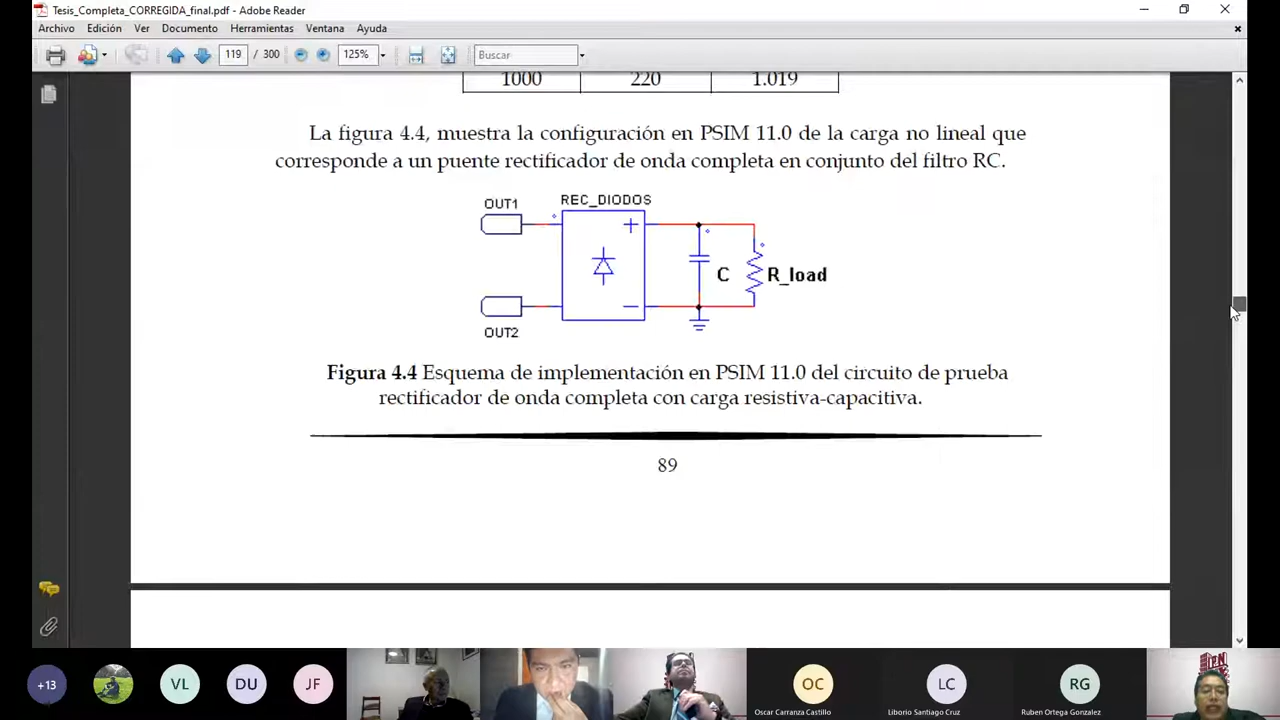 Tesis_Completa_CORREGIDA_final.pdf - Adobe Reader
Archivo Edición Ver Documento Herramientas Ventana Ayuda
119 / 300 125% Buscar
1000 220 1.019
La figura 4.4, muestra la configuración en PSIM 11.0 de la carga no lineal que
corresponde a un puente rectificador de onda completa en conjunto del filtro RC.
OUT1 REC_DIODOS
C R_load
OUT2
Figura 4.4 Esquema de implementación en PSIM 11.0 del circuito de prueba
rectificador de onda completa con carga resistiva-capacitiva.
89
+13 VL DU JF OC LC RG
Oscar Carranza Castillo Liborio Santiago Cruz Ruben Ortega Gonzalez